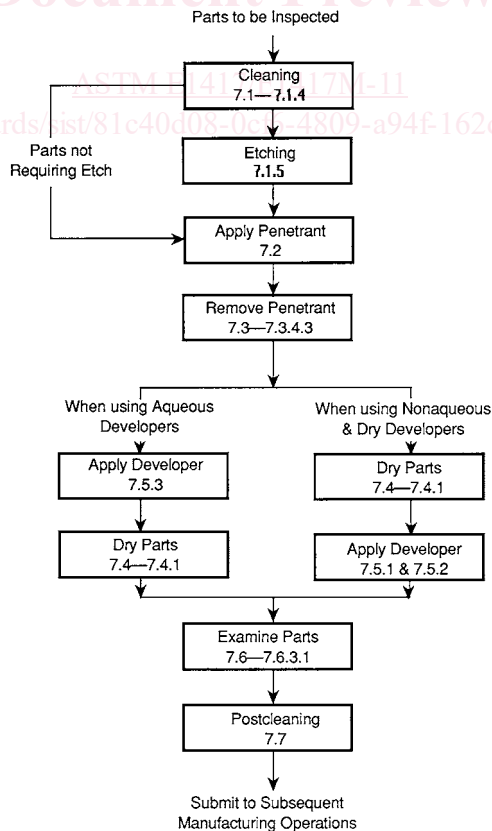 Document Preview
Parts to be Inspected
Cleaning
7.1—7.1.4
Parts not
Requiring Etch
Etching
7.1.5
Apply Penetrant
7.2
Remove Penetrant
7.3—7.3.4.3
When using Aqueous
Developers
When using Nonaqueous
& Dry Developers
Apply Developer
7.5.3
Dry Parts
7.4—7.4.1
Dry Parts
7.4—7.4.1
Apply Developer
7.5.1 & 7.5.2
Examine Parts
7.6—7.6.3.1
Postcleaning
7.7
Submit to Subsequent
Manufacturing Operations